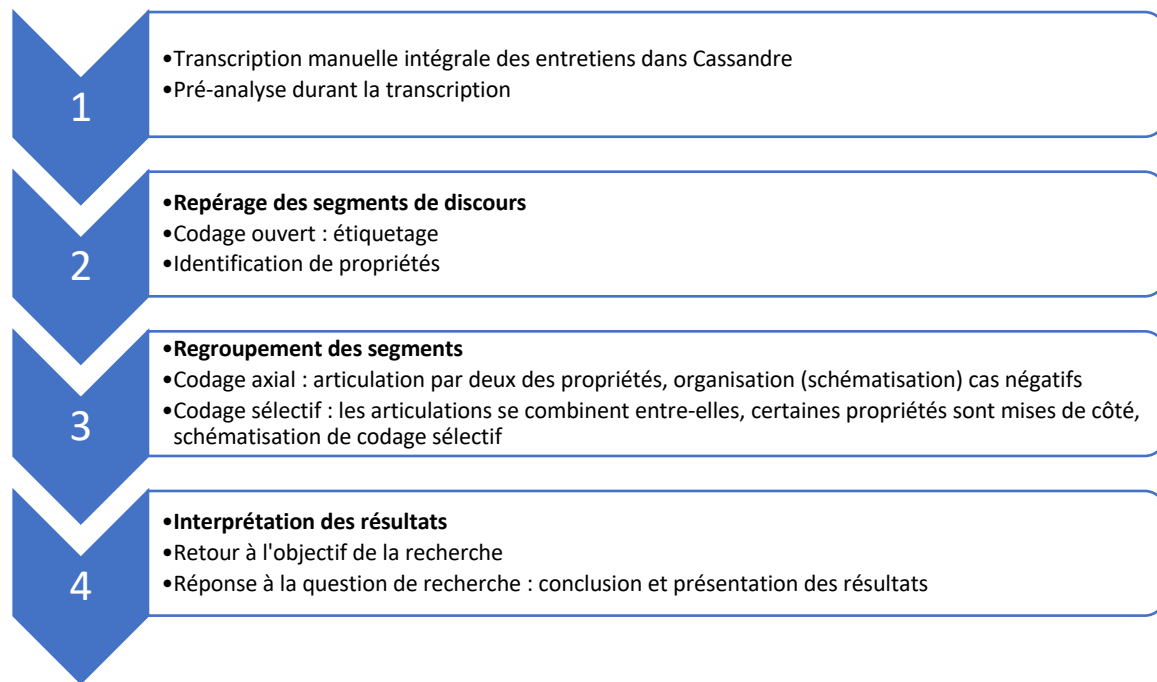 1
•Transcription manuelle intégrale des entretiens dans Cassandre
•Pré-analyse durant la transcription
2
•Repérage des segments de discours
•Codage ouvert : étiquetage
•Identification de propriétés
3
•Regroupement des segments
•Codage axial : articulation par deux des propriétés, organisation (schématisation) cas négatifs
•Codage sélectif : les articulations se combinent entre-elles, certaines propriétés sont mises de côté,
schématisation de codage sélectif
4
•Interprétation des résultats
•Retour à l'objectif de la recherche
•Réponse à la question de recherche : conclusion et présentation des résultats